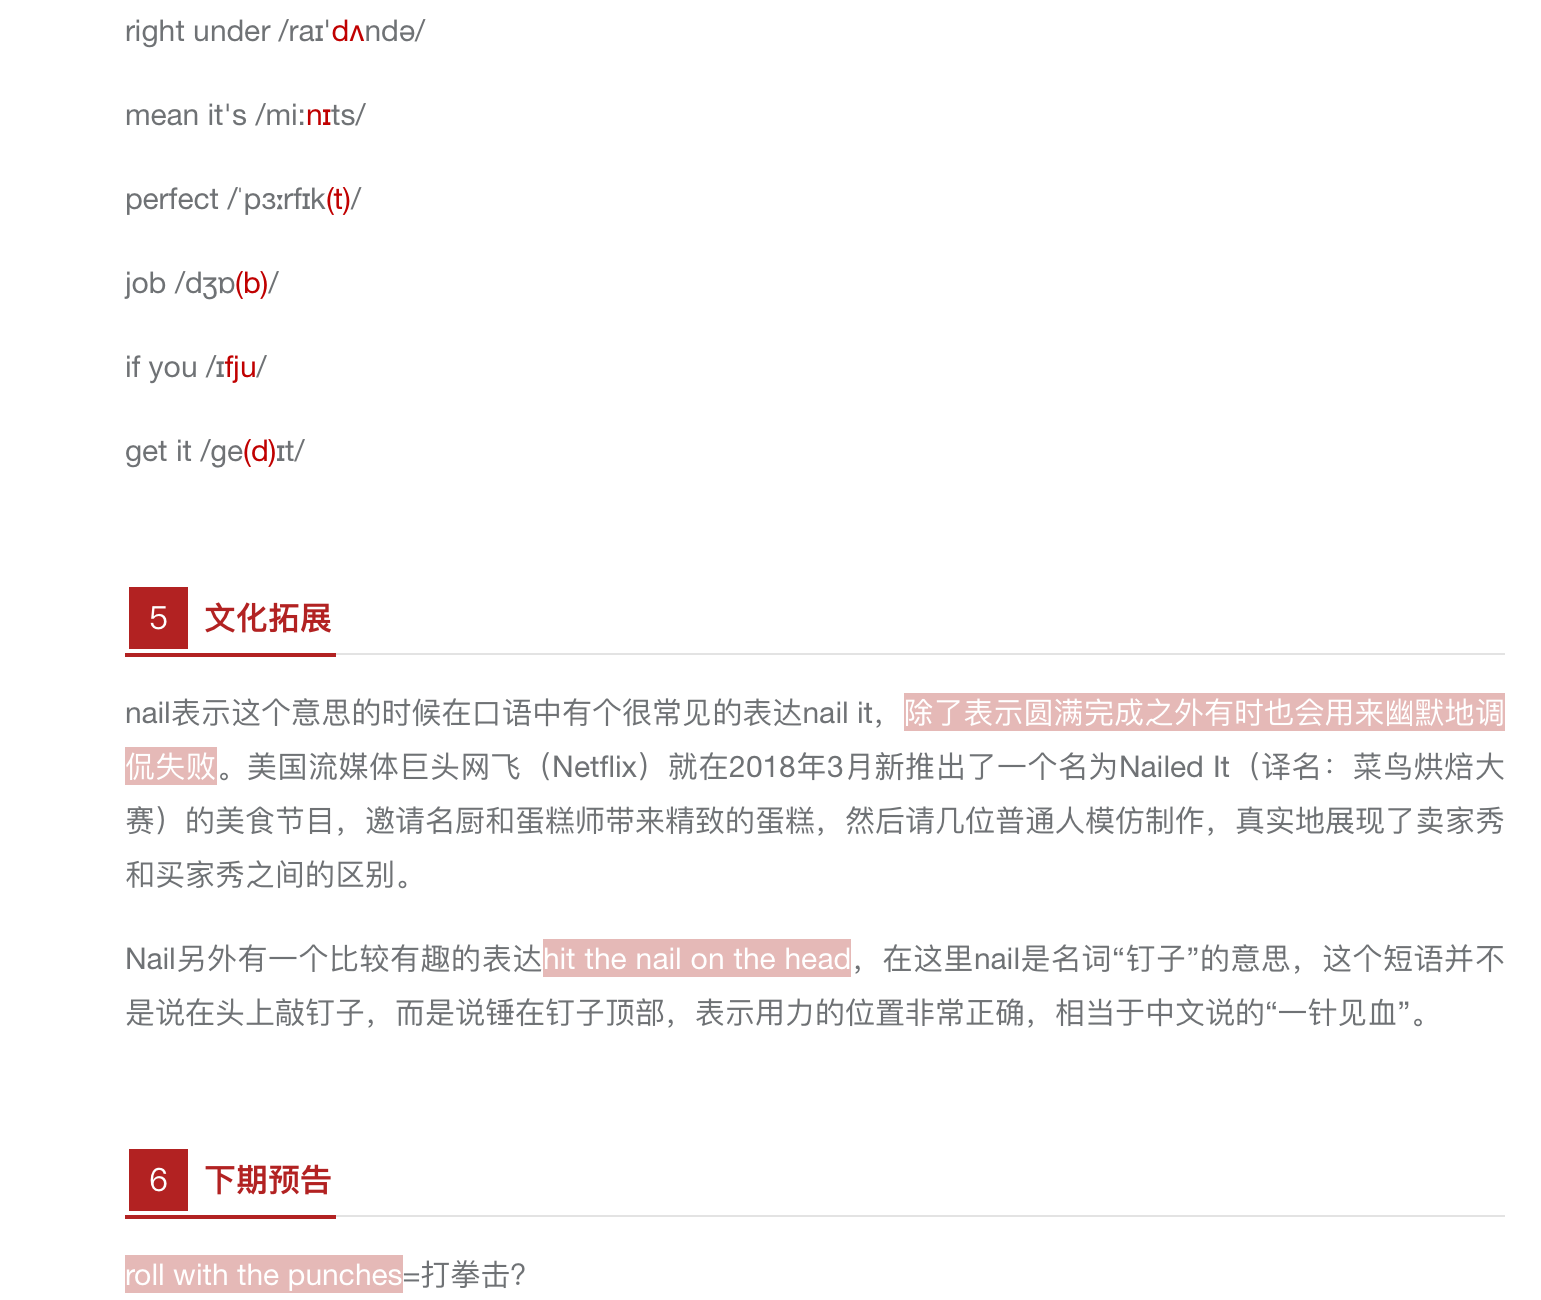 right under /raɪˈdʌndə/
mean it's /mi:nɪts/
perfect /ˈpɜːrfɪk(t)/
job /dʒɒ(b)/
if you /ɪfju/
get it /ge(d)ɪt/
5 文化拓展
nail表示这个意思的时候在口语中有个很常见的表达nail it，除了表示圆满完成之外有时也会用来幽默地调
侃失败。美国流媒体巨头网飞（Netflix）就在2018年3月新推出了一个名为Nailed It（译名：菜鸟烘焙大
赛）的美食节目，邀请名厨和蛋糕师带来精致的蛋糕，然后请几位普通人模仿制作，真实地展现了卖家秀
和买家秀之间的区别。
Nail另外有一个比较有趣的表达hit the nail on the head，在这里nail是名词“钉子”的意思，这个短语并不
是说在头上敲钉子，而是说锤在钉子顶部，表示用力的位置非常正确，相当于中文说的“一针见血”。
6 下期预告
roll with the punches=打拳击?